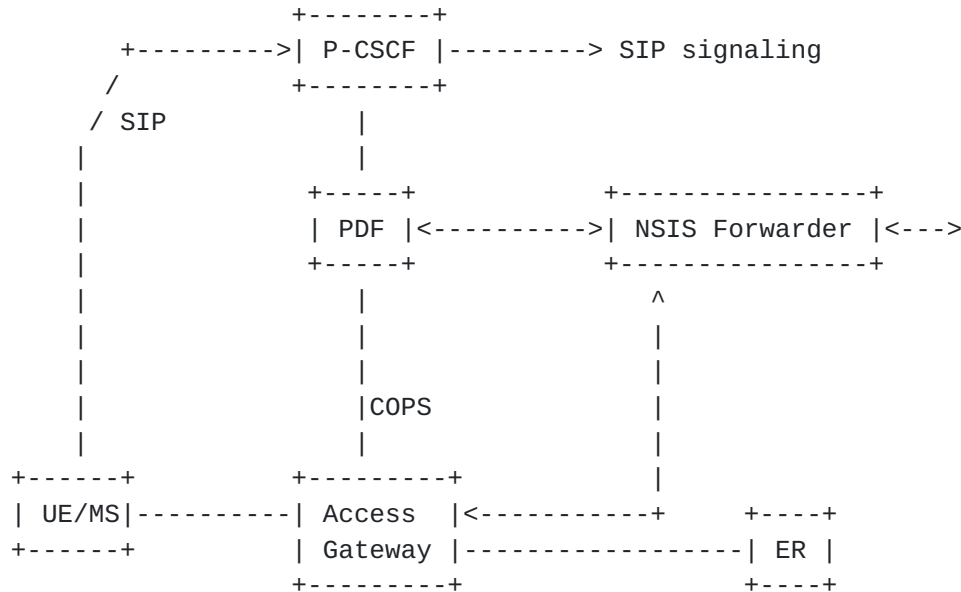 P-CSCF SIP signaling
SIP
PDF NSIS Forwarder
COPS
UE/MS Access
Gateway ER